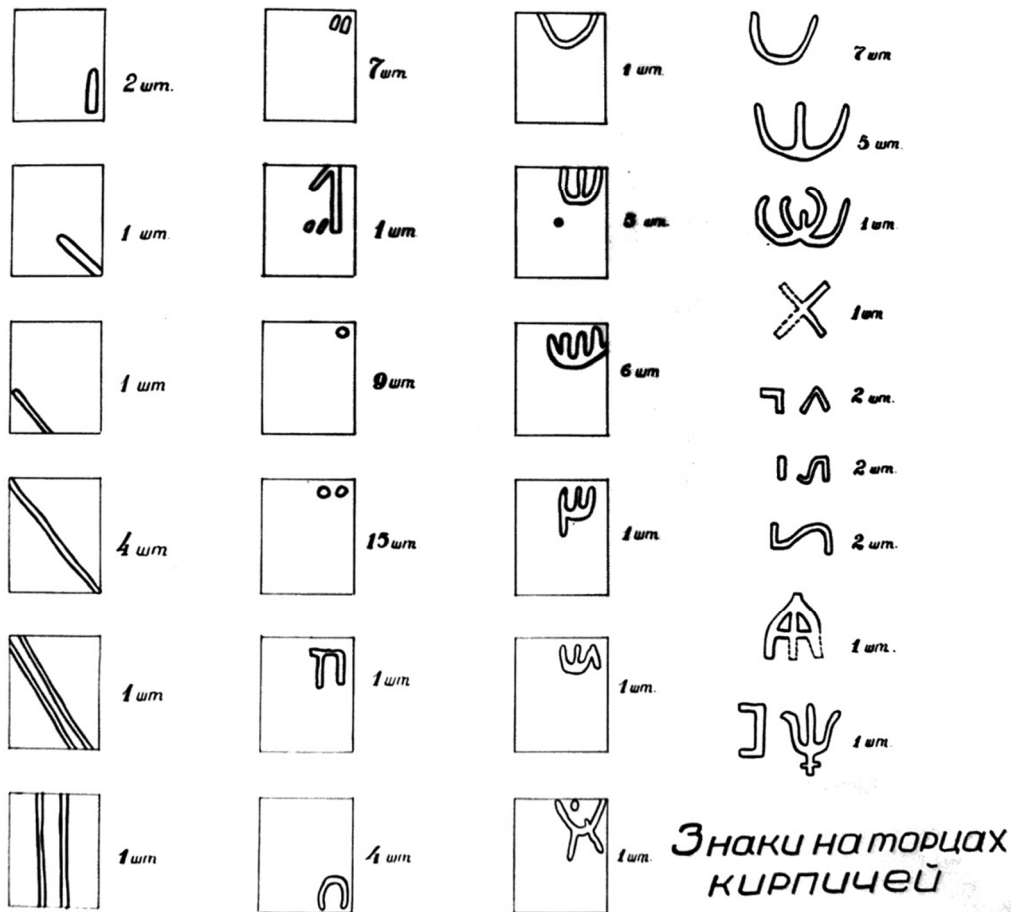 2 шт.
7 шт
1 шт
7 шт
5 шт.
1 шт.
1 шт
5 шт.
1 шт.
1 шт
1 шт
9 шт
6 шт
2 шт.
2 шт.
4 шт
15 шт
1 шт.
2 шт.
1 шт
1 шт
1 шт.
1 шт.
1 шт.
1 шт
4 шт
1 шт.
Знаки на торцах
кирпичей